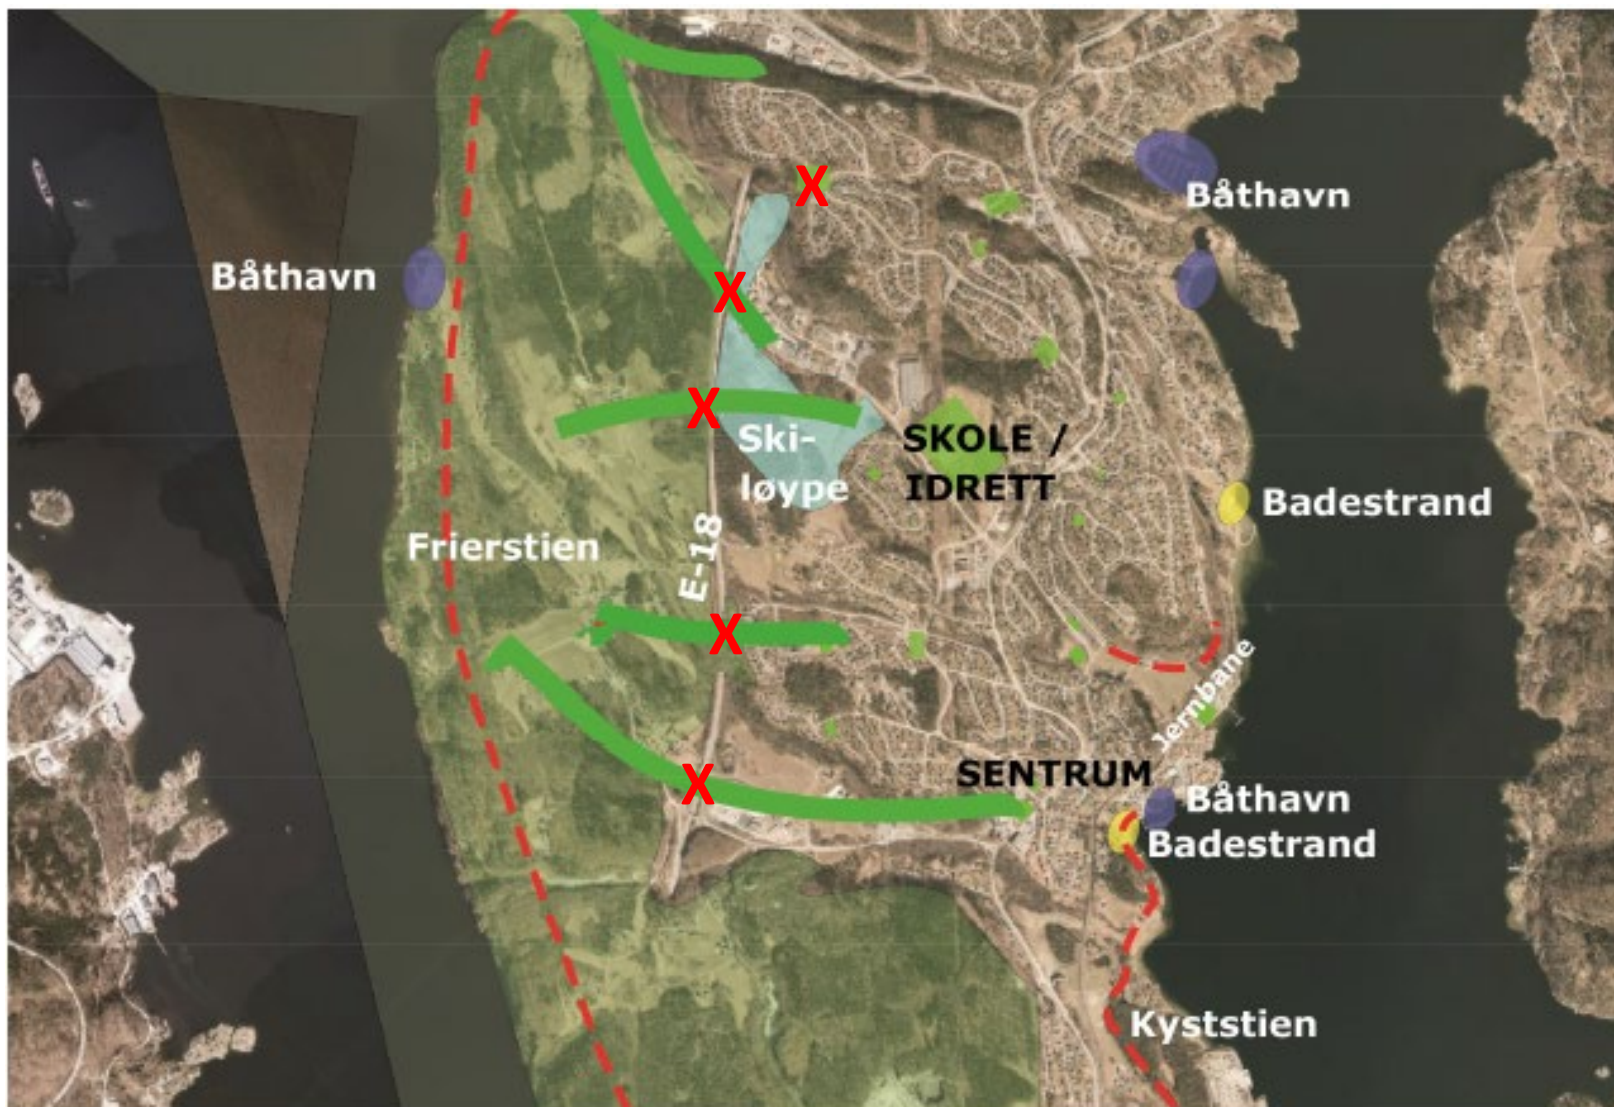 X
Båthavn
Båthavn
X
X
Ski-
løype
SKOLE /
IDRETT
Badestrand
Frierstien
E-18
X
Jernbane
X
SENTRUM
Båthavn
Badestrand
Kyststien